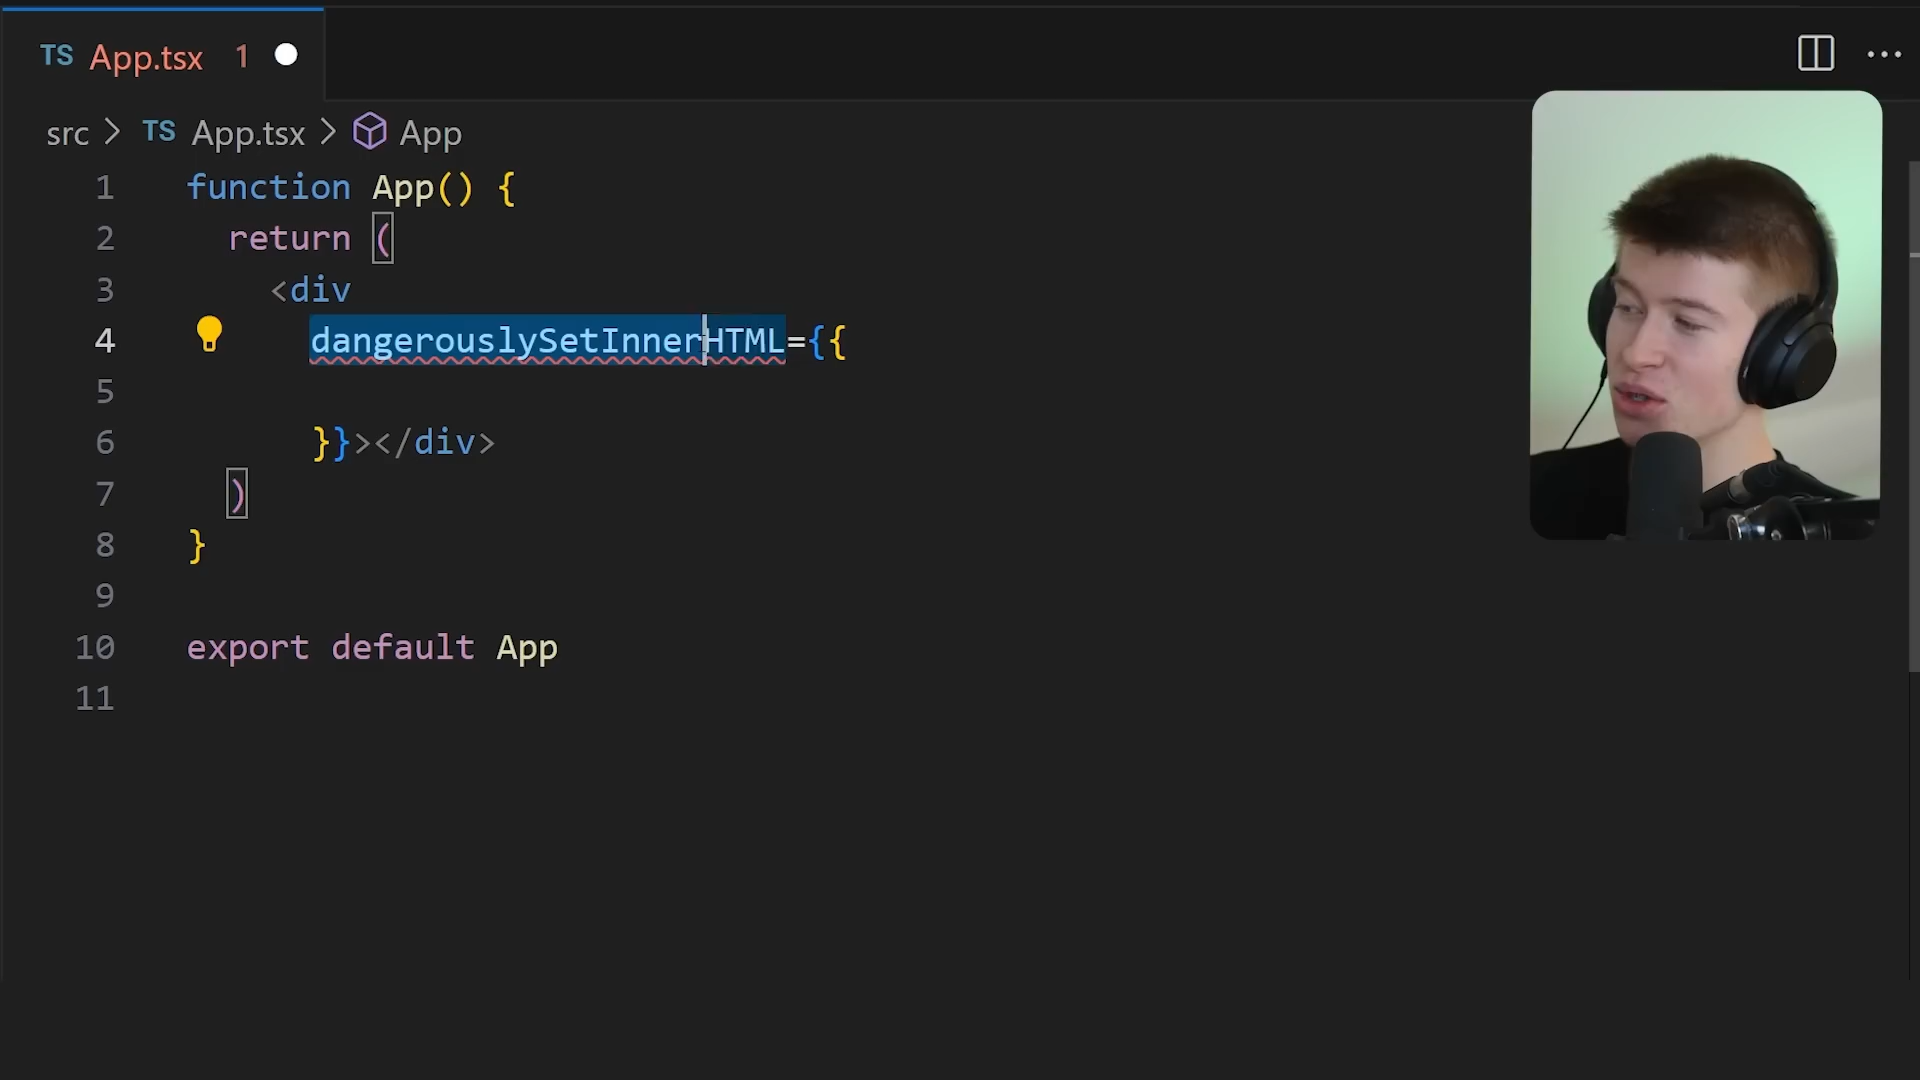 TS App.tsx 1
src > TS App.tsx > App
1 function App() {
2 return (
3 <div
4 dangerouslySetInnerHTML={{
5
6 }}></div>
7 )
8 }
9
10 export default App
11